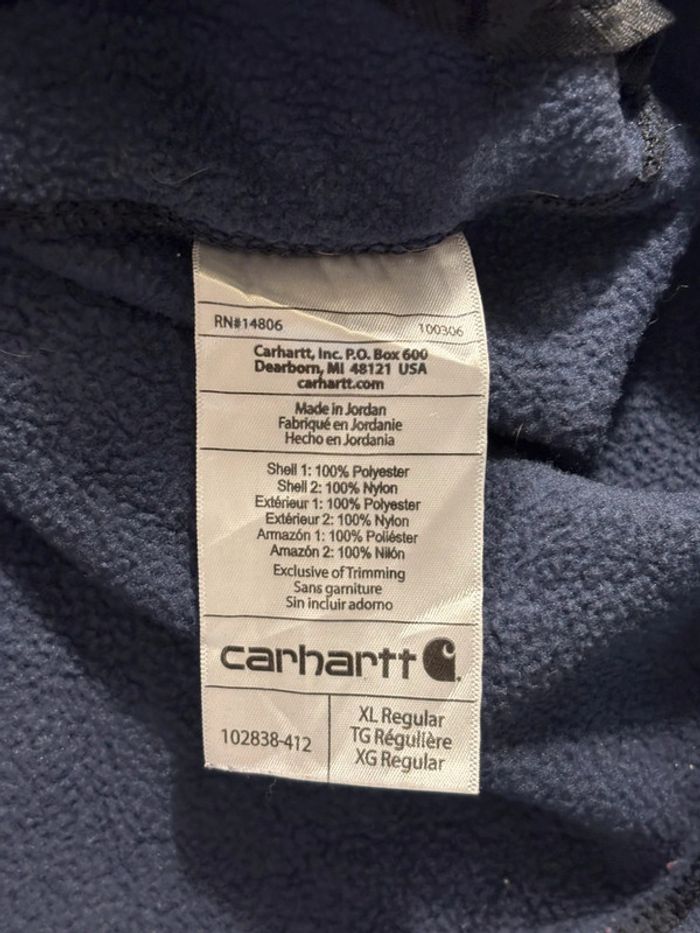 RN#14806 100306
Carhartt, Inc. P.O. Box 600
Dearborn, MI 48121 USA
carhartt.com
Made in Jordan
Fabriqué en Jordanie
Hecho en Jordania
Shell 1: 100% Polyester
Shell 2: 100% Nylon
Extérieur 1: 100% Polyester
Extérieur 2: 100% Nylon
Armazón 1: 100% Poliéster
Amazón 2: 100% Nilón
Exclusive of Trimming
Sans garniture
Sin incluir adorno
carhartt
102838-412
XL Regular
TG Régulière
XG Regular